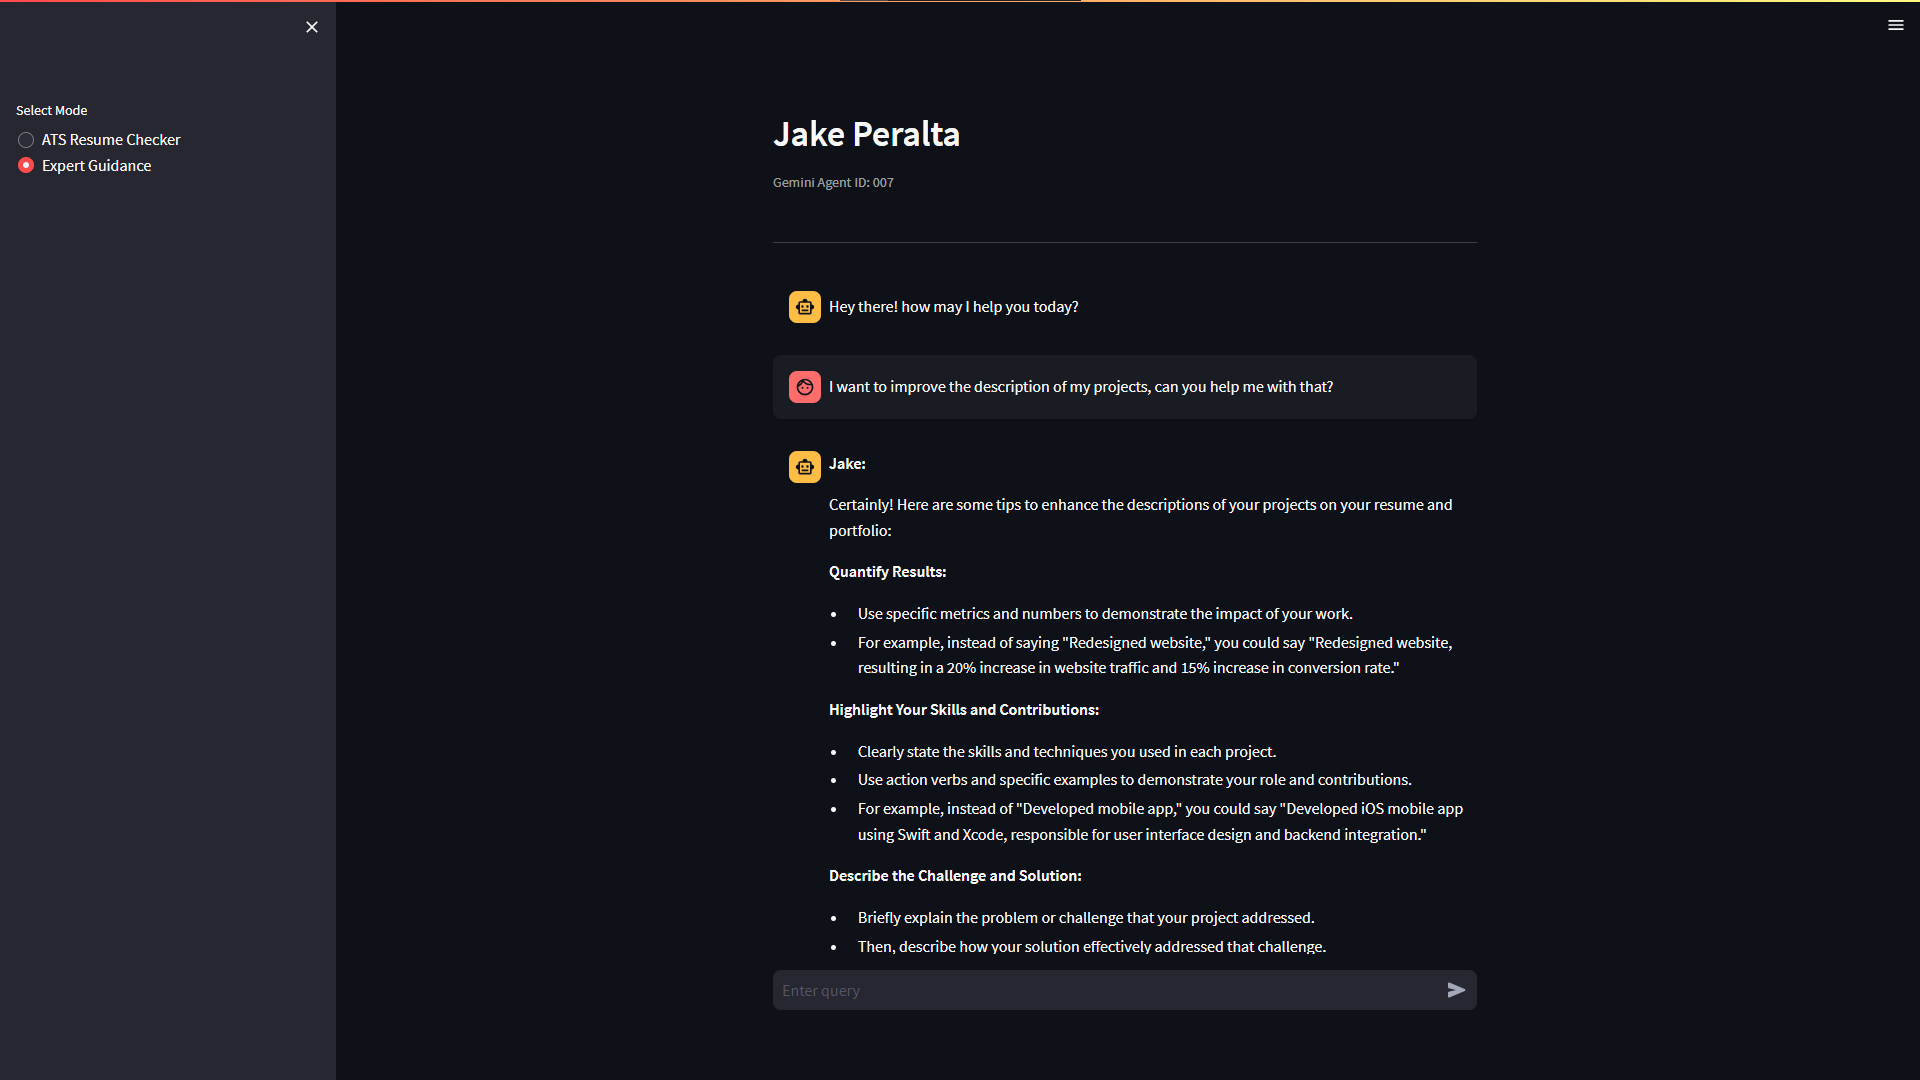 Select Mode
ATS Resume Checker
Expert Guidance
Jake Peralta
Gemini Agent ID: 007
Hey there! how may I help you today?
I want to improve the description of my projects, can you help me with that?
Jake:
Certainly! Here are some tips to enhance the descriptions of your projects on your resume and
portfolio:
Quantify Results:
• Use specific metrics and numbers to demonstrate the impact of your work.
• For example, instead of saying "Redesigned website," you could say "Redesigned website,
resulting in a 20% increase in website traffic and 15% increase in conversion rate."
Highlight Your Skills and Contributions:
• Clearly state the skills and techniques you used in each project.
• Use action verbs and specific examples to demonstrate your role and contributions.
• For example, instead of "Developed mobile app," you could say "Developed iOS mobile app
using Swift and Xcode, responsible for user interface design and backend integration."
Describe the Challenge and Solution:
• Briefly explain the problem or challenge that your project addressed.
• Then, describe how your solution effectively addressed that challenge.
Enter query